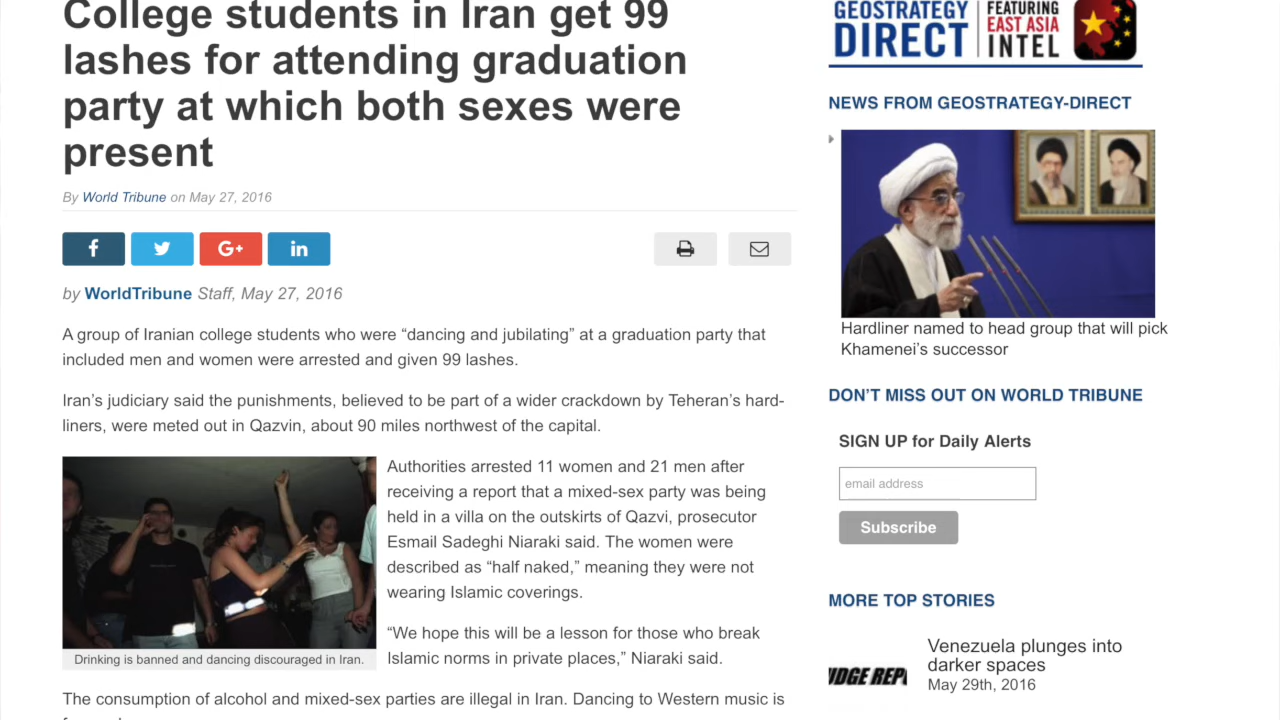 College students in Iran get 99
lashes for attending graduation
party at which both sexes were
present
By World Tribune on May 27, 2016
f
G+
in
by WorldTribune Staff, May 27, 2016
A group of Iranian college students who were “dancing and jubilating” at a graduation party that
included men and women were arrested and given 99 lashes.
Iran’s judiciary said the punishments, believed to be part of a wider crackdown by Teheran’s hard-
liners, were meted out in Qazvin, about 90 miles northwest of the capital.
Authorities arrested 11 women and 21 men after
receiving a report that a mixed-sex party was being
held in a villa on the outskirts of Qazvi, prosecutor
Esmail Sadeghi Niaraki said. The women were
described as “half naked,” meaning they were not
wearing Islamic coverings.
“We hope this will be a lesson for those who break
Islamic norms in private places,” Niaraki said.
Drinking is banned and dancing discouraged in Iran.
The consumption of alcohol and mixed-sex parties are illegal in Iran. Dancing to Western music is
GEOSTRATEGY
DIRECT
FEATURING
EAST ASIA
INTEL
NEWS FROM GEOSTRATEGY-DIRECT
Hardliner named to head group that will pick
Khamenei’s successor
DON’T MISS OUT ON WORLD TRIBUNE
SIGN UP for Daily Alerts
email address
Subscribe
MORE TOP STORIES
Venezuela plunges into
darker spaces
May 29th, 2016